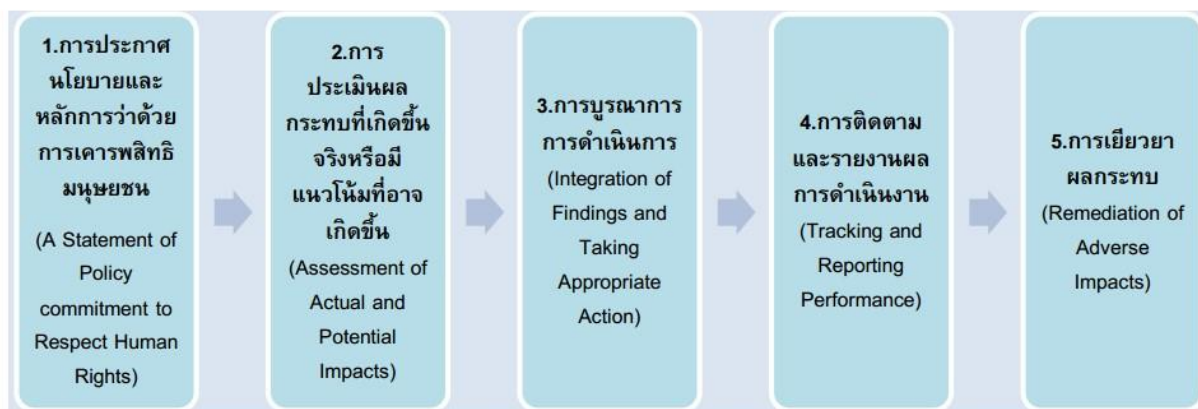 1.การประกาศ
นโยบายและ
หลักการว่าด้วย
การเคารพสิทธิ
มนุษยชน
(A Statement of
Policy
commitment to
Respect Human
Rights)
2.การ
ประเมินผล
กระทบที่เกิดขึ้น
จริงหรือมี
แนวโน้มที่อาจ
เกิดขึ้น
(Assessment of
Actual and
Potential
Impacts)
3.การบูรณาการ
การดำเนินการ
(Integration of
Findings and
Taking
Appropriate
Action)
4.การติดตาม
และรายงานผล
การดำเนินงาน
(Tracking and
Reporting
Performance)
5.การเยียวยา
ผลกระทบ
(Remediation of
Adverse
Impacts)